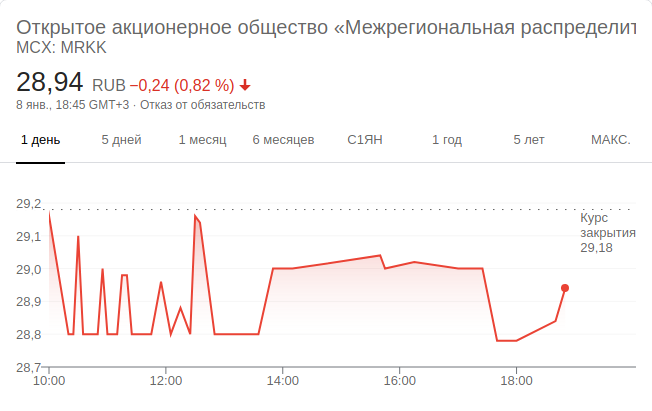 Открытое акционерное общество «Межрегиональная распределит
MCX: MRKK
28,94 RUB −0,24 (0,82 %)
8 янв., 18:45 GMT+3 · Отказ от обязательств
1 день 5 дней 1 месяц 6 месяцев С1ЯН 1 год 5 лет МАКС.
29,2
Курс
закрытия
29,18
29,1
29,0
28,9
28,8
28,7
10:00 12:00 14:00 16:00 18:00